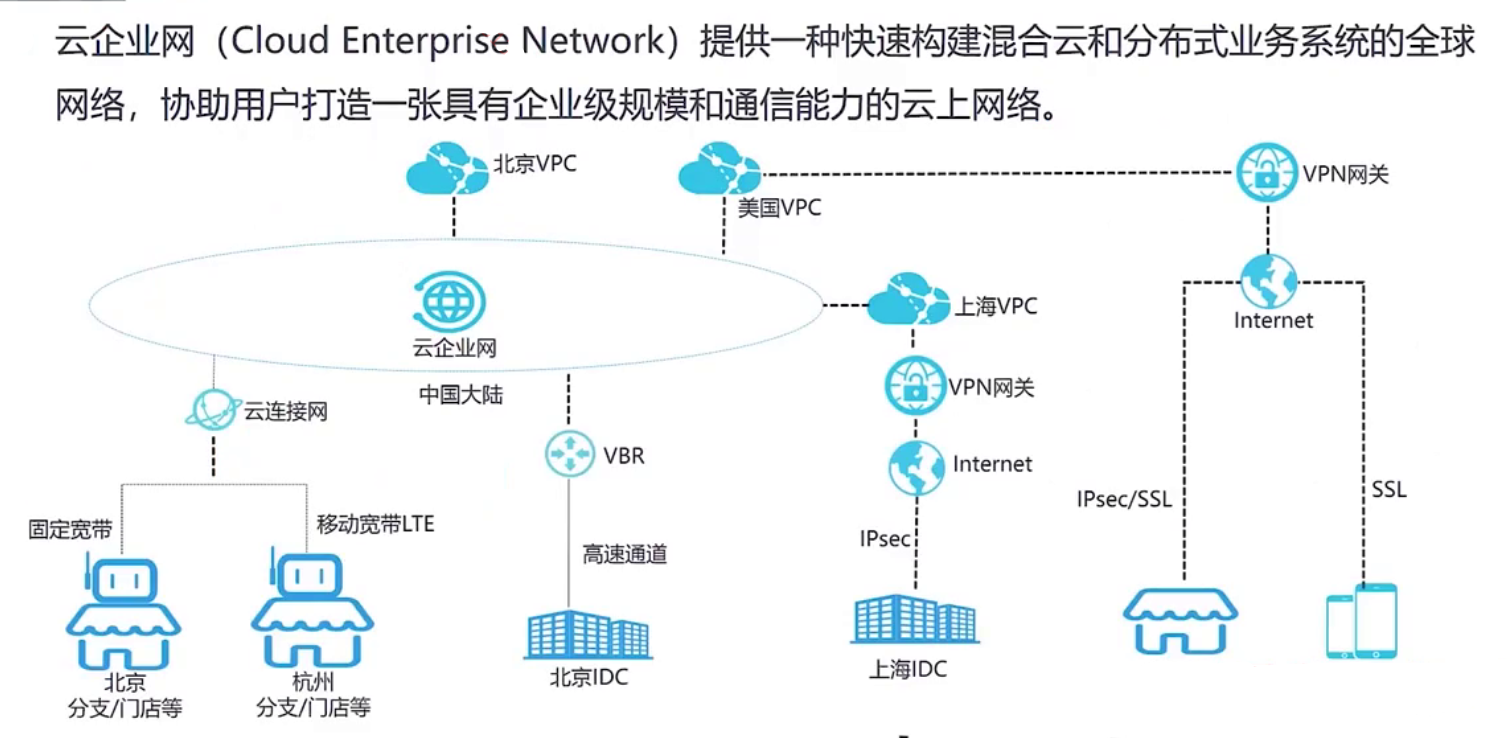 云企业网（Cloud Enterprise Network）提供一种快速构建混合云和分布式业务系统的全球
网络，协助用户打造一张具有企业级规模和通信能力的云上网络。
北京VPC
美国VPC
VPN网关
云企业网
中国大陆
上海VPC
VPN网关
Internet
IPsec
上海IDC
Internet
IPsec/SSL
SSL
云连接网
固定宽带
移动宽带LTE
北京
分支/门店等
杭州
分支/门店等
VBR
高速通道
北京IDC